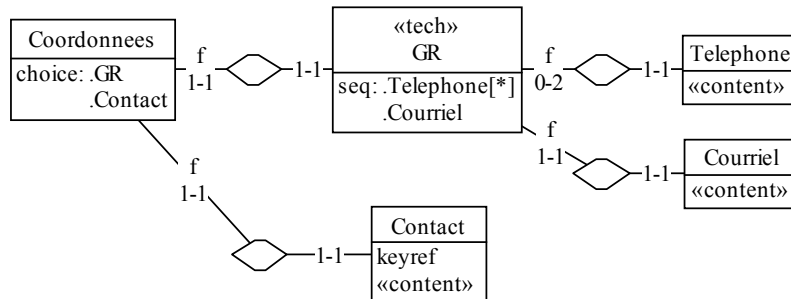 Coordonnees
choice: .GR
.Contact
f
1-1
1-1
«tech»
GR
seq: .Telephone[*]
.Courriel
f
0-2
1-1
Telephone
«content»
f
1-1
1-1
Courriel
«content»
f
1-1
1-1
Contact
keyref
«content»